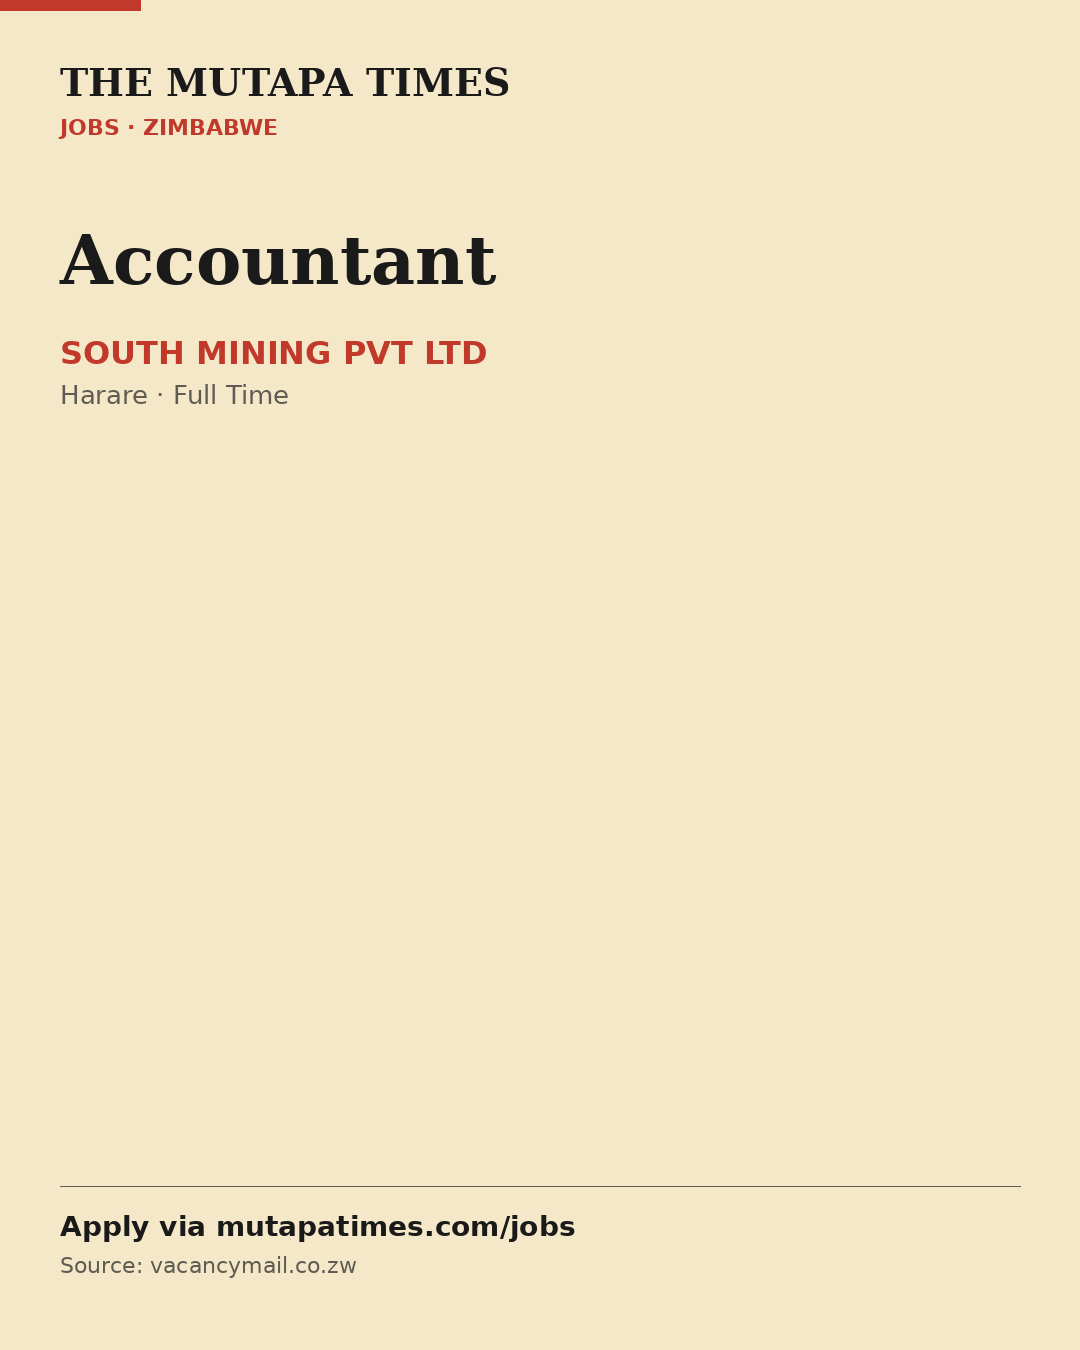 THE MUTAPA TIMES
JOBS · ZIMBABWE
Accountant
SOUTH MINING PVT LTD
Harare · Full Time
Apply via mutapatimes.com/jobs
Source: vacancymail.co.zw